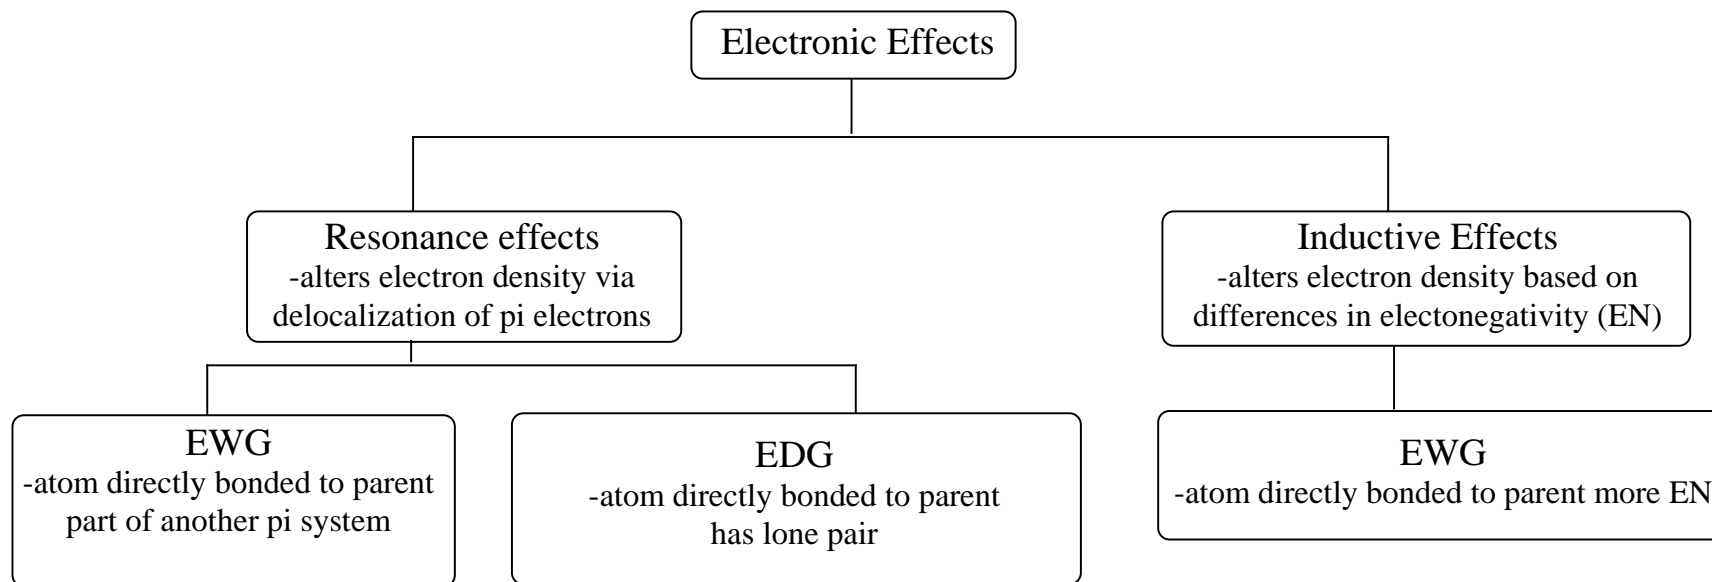 Electronic Effects
Resonance effects
-alters electron density via
delocalization of pi electrons
Inductive Effects
-alters electron density based on
differences in electonegativity (EN)
EWG
-atom directly bonded to parent
part of another pi system
EDG
-atom directly bonded to parent
has lone pair
EWG
-atom directly bonded to parent more EN